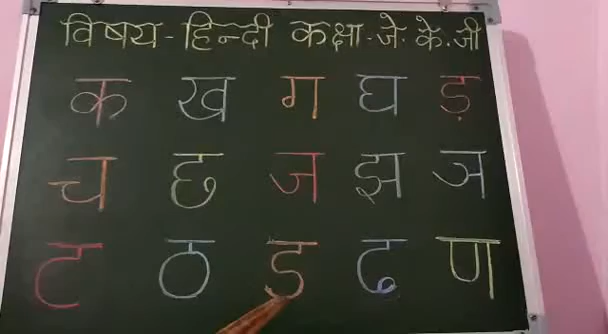 विषय - हिन्दी कक्षा - जे. के. जी
क ख ग घ ड़
च छ ज झ ञ
ट ठ ड ढ ण